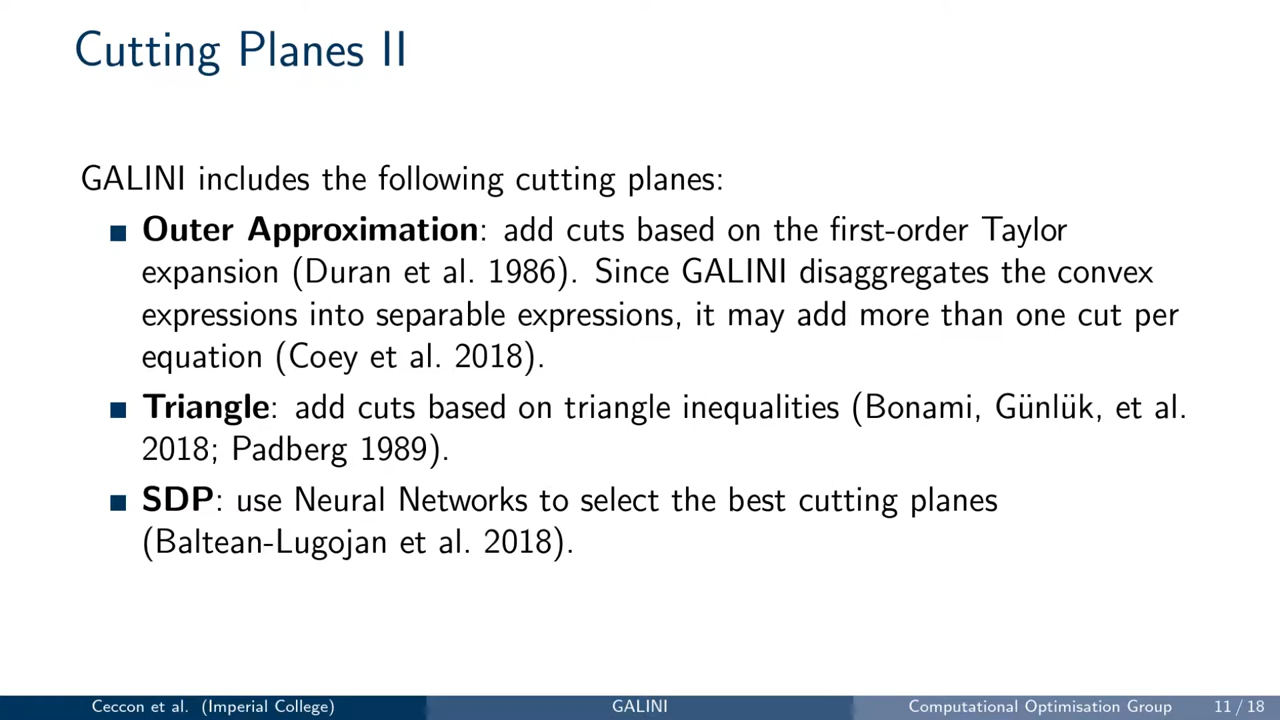 Cutting Planes II
GALINI includes the following cutting planes:
Outer Approximation: add cuts based on the first-order Taylor
expansion (Duran et al. 1986). Since GALINI disaggregates the convex
expressions into separable expressions, it may add more than one cut per
equation (Coey et al. 2018).
Triangle: add cuts based on triangle inequalities (Bonami, Günlük, et al.
2018; Padberg 1989).
SDP: use Neural Networks to select the best cutting planes
(Baltean-Lugojan et al. 2018).
Ceccon et al. (Imperial College) GALINI Computational Optimisation Group 11 / 18